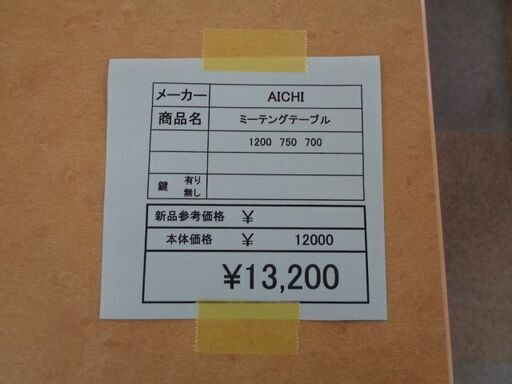 メーカー AICHI
商品名 ミーテングテーブル
1200 750 700
鍵 有り 無し
新品参考価格 ¥
本体価格 ¥ 12000
¥13,200